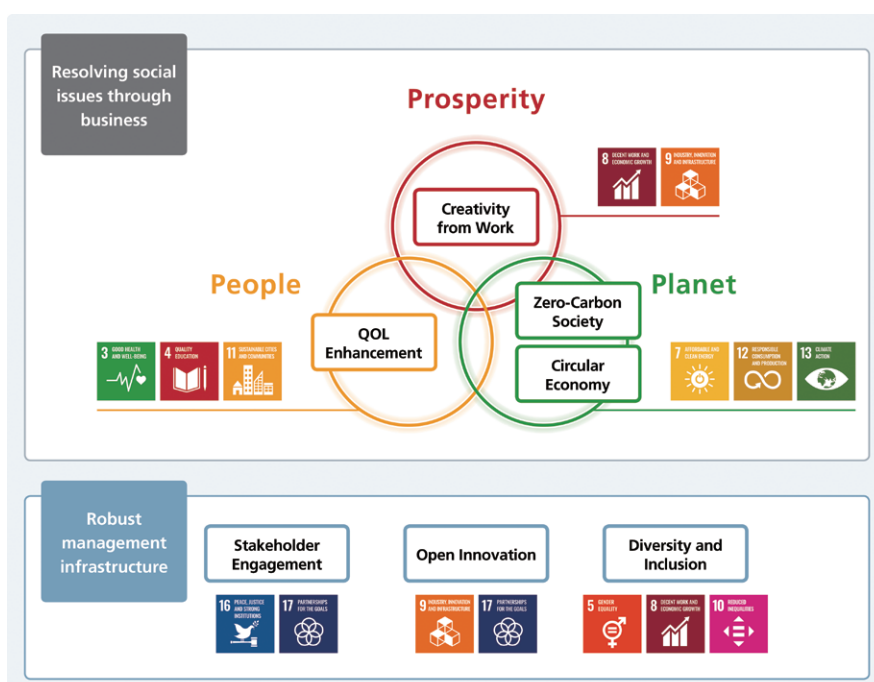 Resolving social
issues through
business
Prosperity
8 DECENT WORK AND
ECONOMIC GROWTH
9 INDUSTRY, INNOVATION
AND INFRASTRUCTURE
Creativity
from Work
People
Planet
QOL
Enhancement
Zero-Carbon
Society
Circular
Economy
3 GOOD HEALTH
AND WELL-BEING
4 QUALITY
EDUCATION
11 SUSTAINABLE CITIES
AND COMMUNITIES
7 AFFORDABLE AND
CLEAN ENERGY
12 RESPONSIBLE
CONSUMPTION
AND PRODUCTION
13 CLIMATE
ACTION
Robust
management
infrastructure
Stakeholder
Engagement
Open Innovation
Diversity and
Inclusion
16 PEACE, JUSTICE
AND STRONG
INSTITUTIONS
17 PARTNERSHIPS
FOR THE GOALS
9 INDUSTRY, INNOVATION
AND INFRASTRUCTURE
17 PARTNERSHIPS
FOR THE GOALS
5 GENDER
EQUALITY
8 DECENT WORK AND
ECONOMIC GROWTH
10 REDUCED
INEQUALITIES